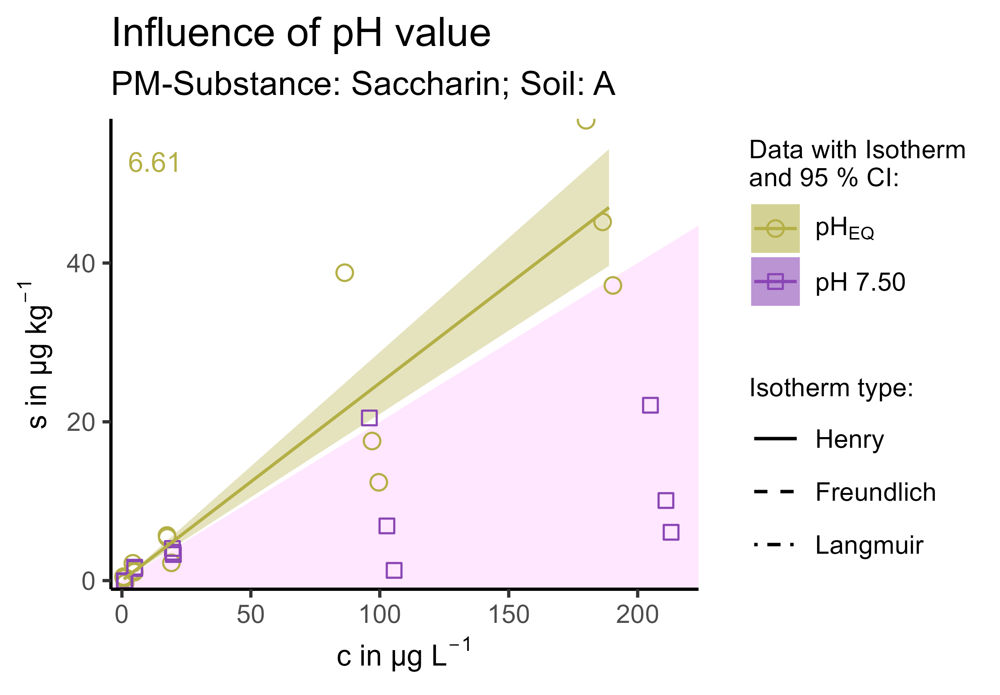 Influence of pH value
PM-Substance: Saccharin; Soil: A
6.61
40
20
0
s in µg kg⁻¹
0 50 100 150 200
c in µg L⁻¹
Data with Isotherm
and 95 % CI:
pH_EQ
pH 7.50
Isotherm type:
Henry
Freundlich
Langmuir